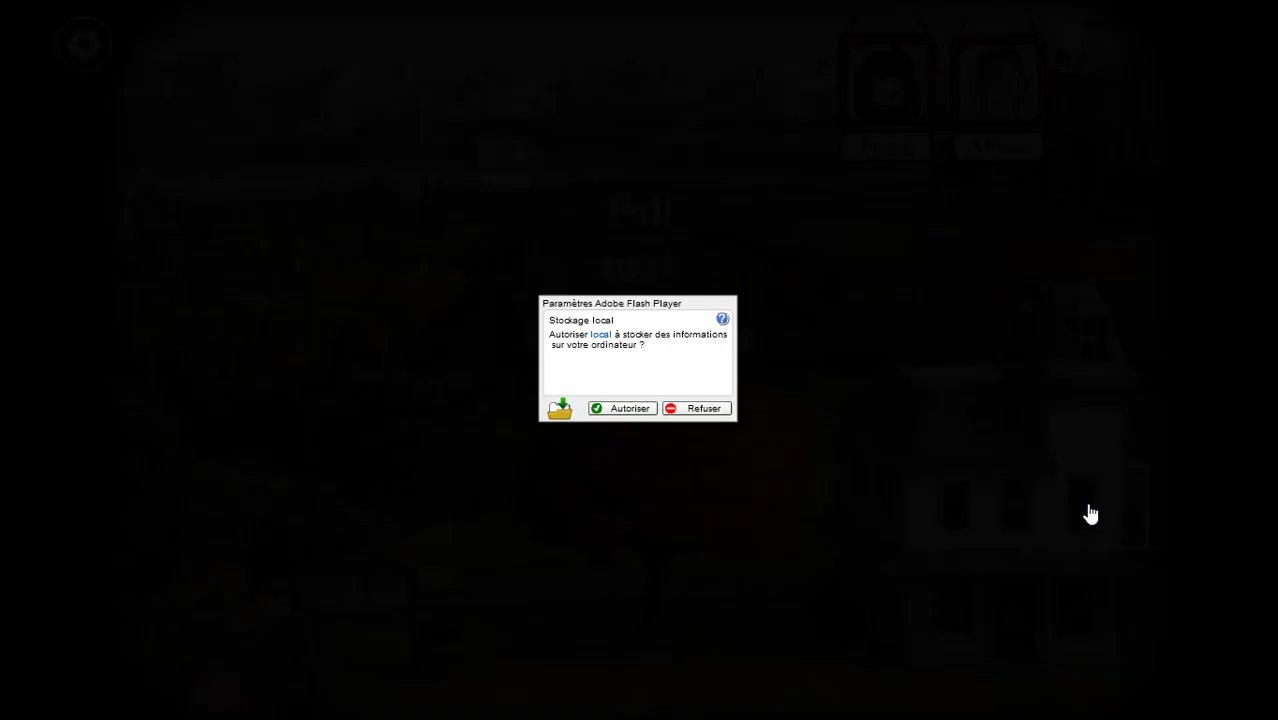 Paramètres Adobe Flash Player
Stockage local
Autoriser local à stocker des informations
sur votre ordinateur ?
Autoriser
Refuser